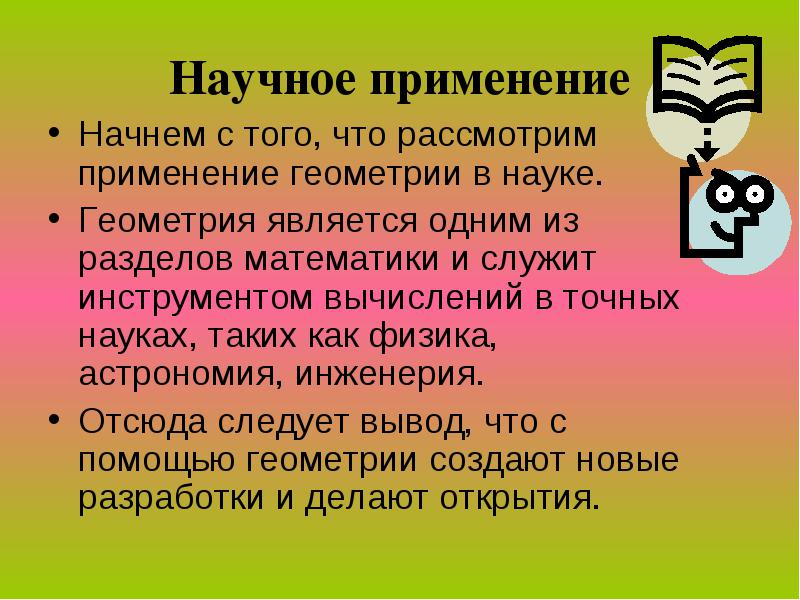 Научное применение
• Начнем с того, что рассмотрим
применение геометрии в науке.
• Геометрия является одним из
разделов математики и служит
инструментом вычислений в точных
науках, таких как физика,
астрономия, инженерия.
• Отсюда следует вывод, что с
помощью геометрии создают новые
разработки и делают открытия.